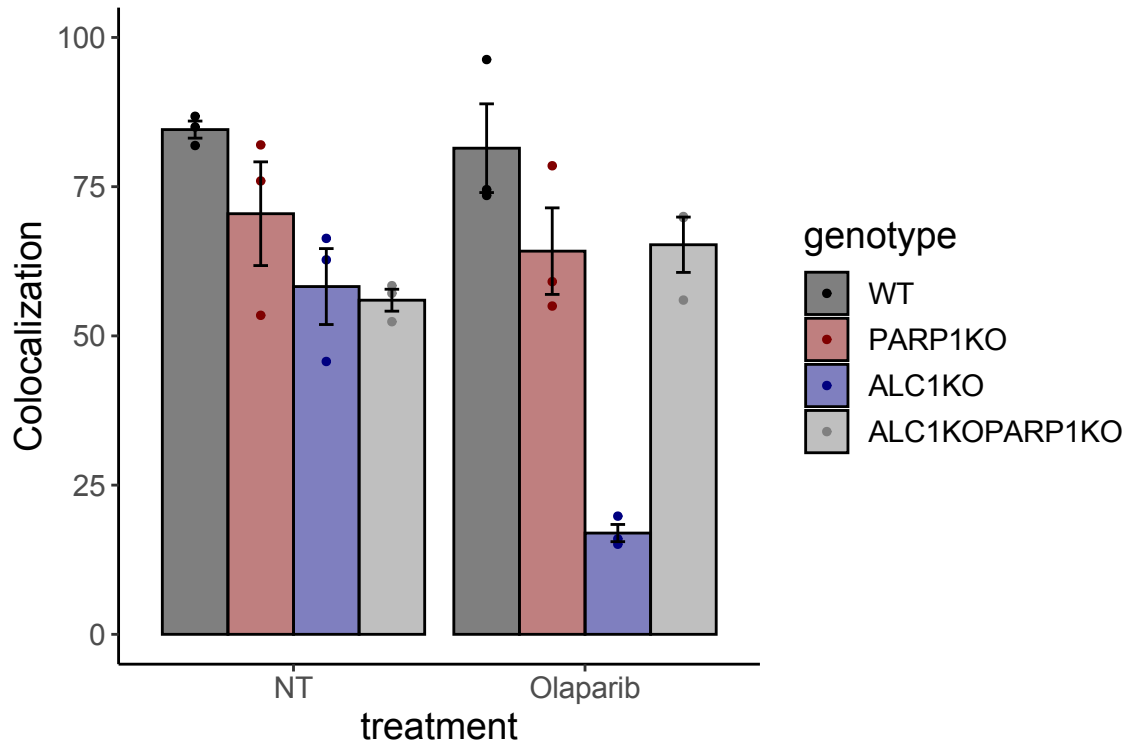 100
75
50
25
0
Colocalization
NT
Olaparib
treatment
genotype
WT
PARP1KO
ALC1KO
ALC1KOPARP1KO